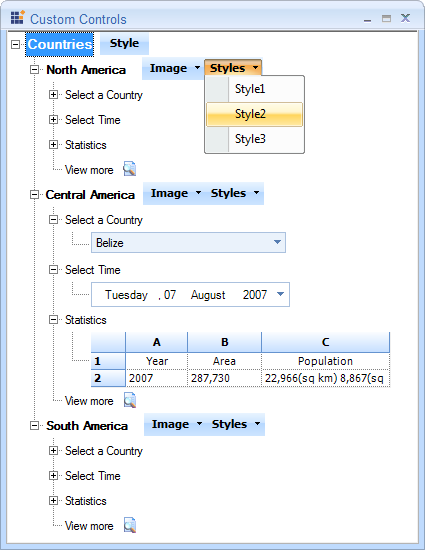 Custom Controls
Countries Style
North America Image Styles
Style1
Select a Country
Style2
Select Time
Style3
Statistics
View more
Central America Image Styles
Select a Country
Belize
Select Time
Tuesday , 07 August 2007
Statistics
A B C
1 Year Area Population
2 2007 287,730 22,966(sq km) 8,867(sq
View more
South America Image Styles
Select a Country
Select Time
Statistics
View more